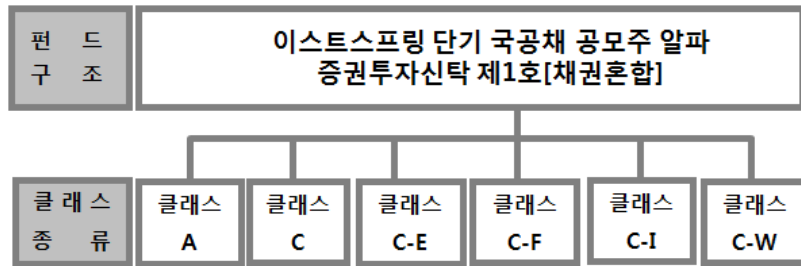 펀 드
구 조
이스트스프링 단기 국공채 공모주 알파
증권투자신탁 제1호[채권혼합]
클 래 스
종 류
클래스
A
클래스
C
클래스
C-E
클래스
C-F
클래스
C-I
클래스
C-W